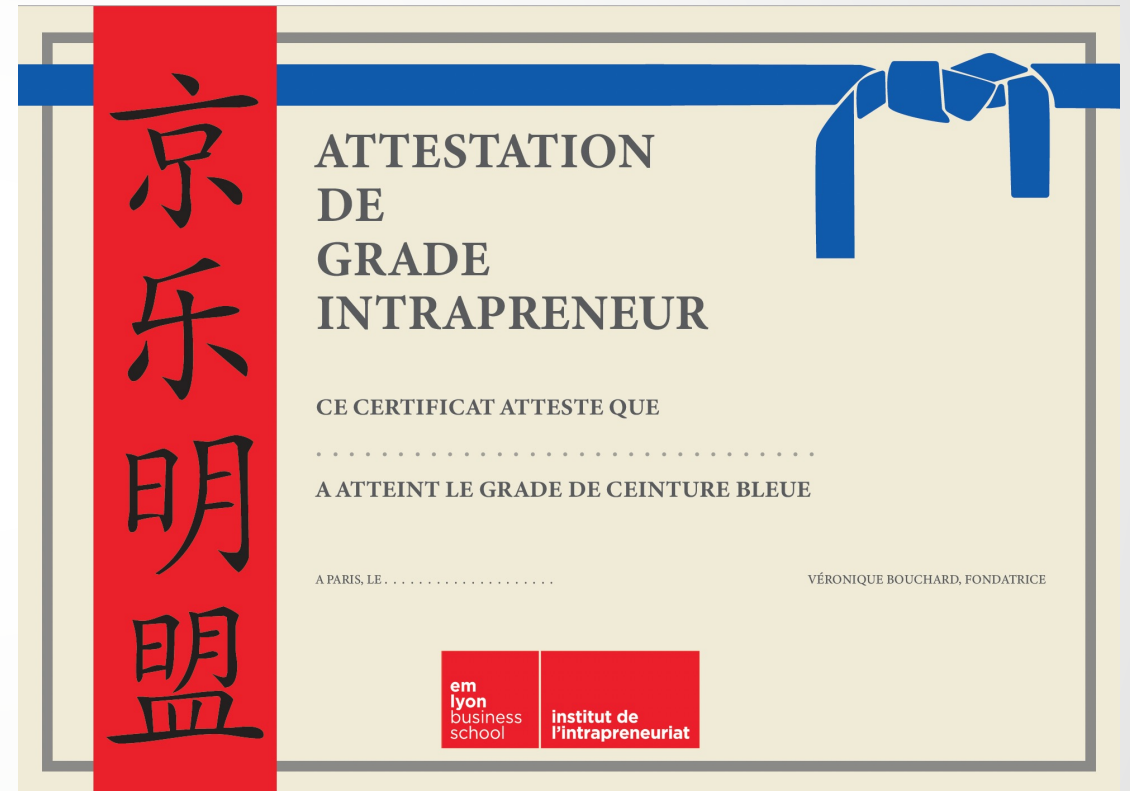 京
乐
明
盟
ATTESTATION
DE
GRADE
INTRAPRENEUR
CE CERTIFICAT ATTESTE QUE
. . . . . . . . . . . . . . . . . . . . . . . . . . . . . . .
A ATTEINT LE GRADE DE CEINTURE BLEUE
A PARIS, LE . . . . . . . . . . . . . . . . . . . .
VÉRONIQUE BOUCHARD, FONDATRICE
em
lyon
business
school
institut de
l'intrapreneuriat